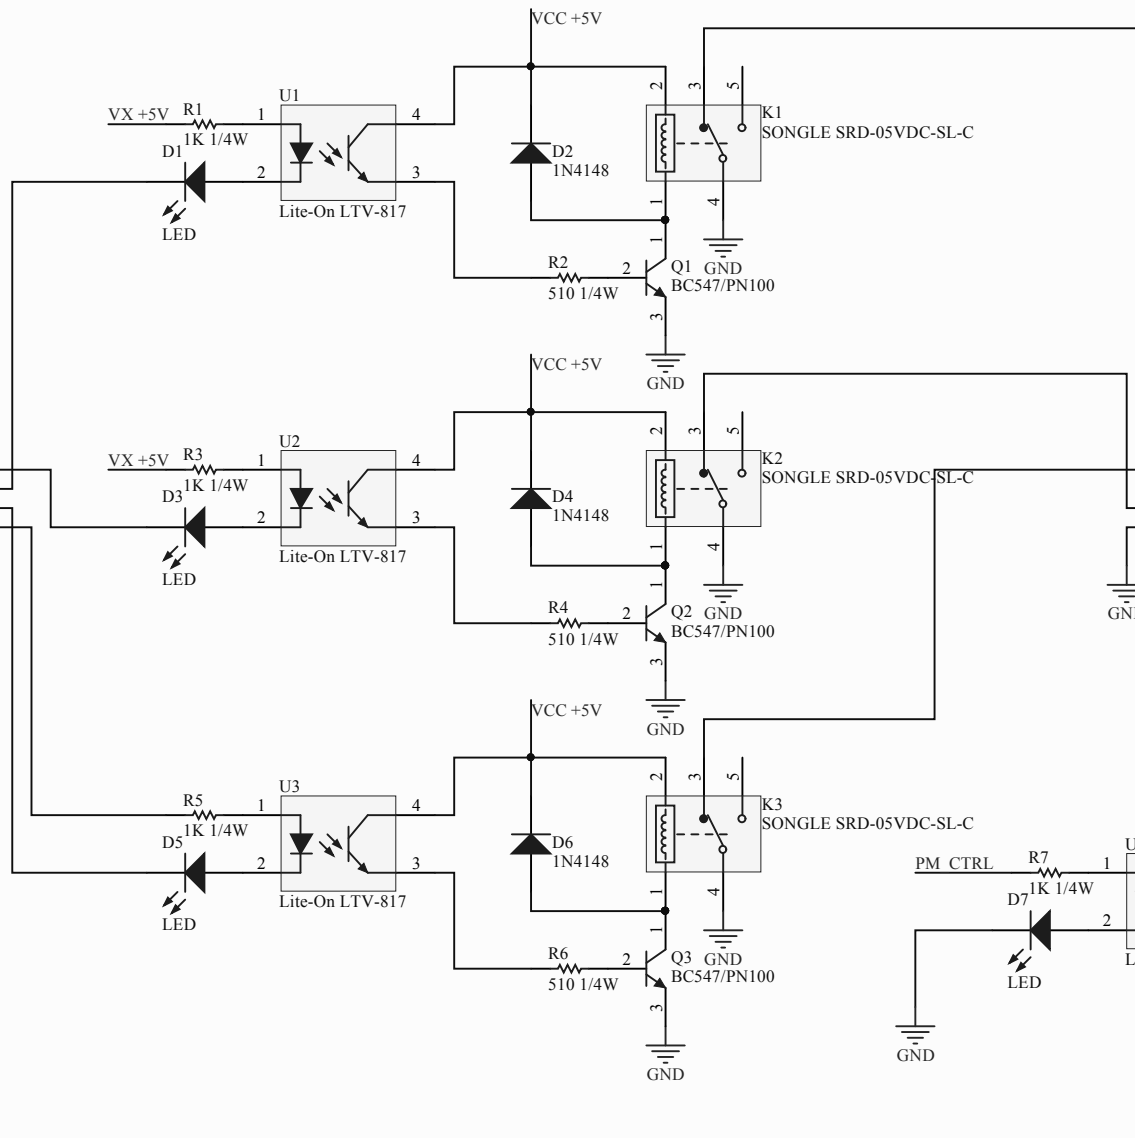 VCC +5V
2
3
5
U1
VX +5V
R1
1
4
K1
1K 1/4W
SONGLE SRD-05VDC-SL-C
D1
D2
1N4148
2
3
Lite-On LTV-817
1
4
LED
1
R2
2
Q1
GND
510 1/4W
BC547/PN100
3
VCC +5V
GND
2
3
5
U2
VX +5V
R3
1
4
K2
1K 1/4W
SONGLE SRD-05VDC-SL-C
D3
D4
1N4148
2
3
Lite-On LTV-817
1
4
LED
1
R4
2
Q2
GND
510 1/4W
BC547/PN100
3
VCC +5V
GND
2
3
5
U3
R5
1
4
K3
1K 1/4W
SONGLE SRD-05VDC-SL-C
D5
D6
1N4148
2
3
Lite-On LTV-817
1
4
LED
1
R6
2
Q3
GND
510 1/4W
BC547/PN100
3
GND
PM_CTRL
R7
1
1K 1/4W
D7
2
LED
GND